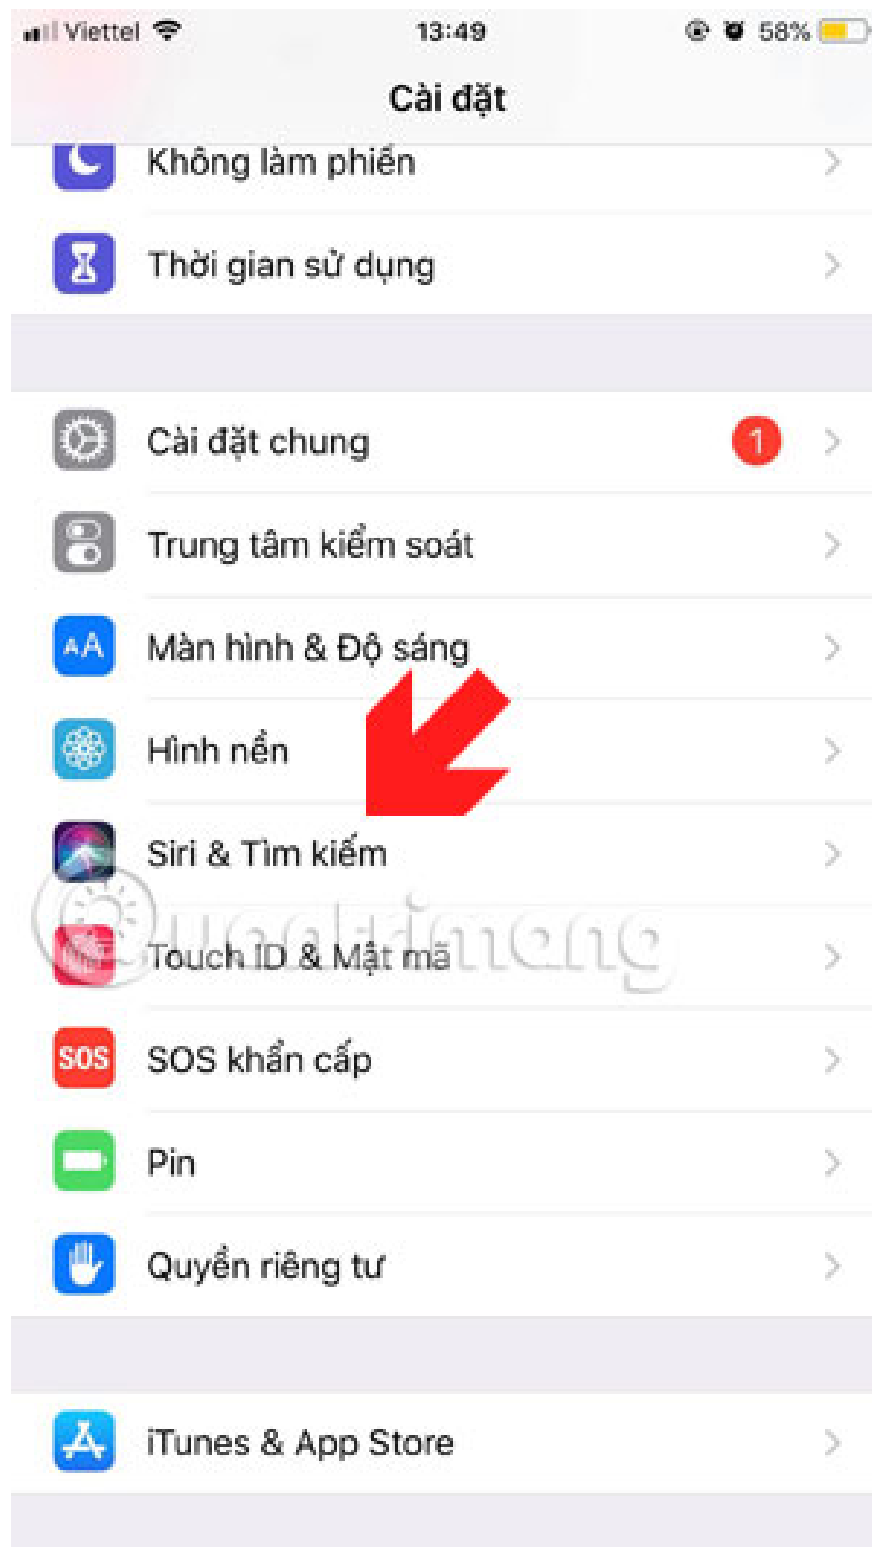 Viettel 13:49 58%
Cài đặt
Không làm phiền
Thời gian sử dụng
Cài đặt chung 1
Trung tâm kiểm soát
AA Màn hình & Độ sáng
Hình nền
Siri & Tìm kiếm
Quantrimang
Touch ID & Mật mã
SOS SOS khẩn cấp
Pin
Quyền riêng tư
iTunes & App Store